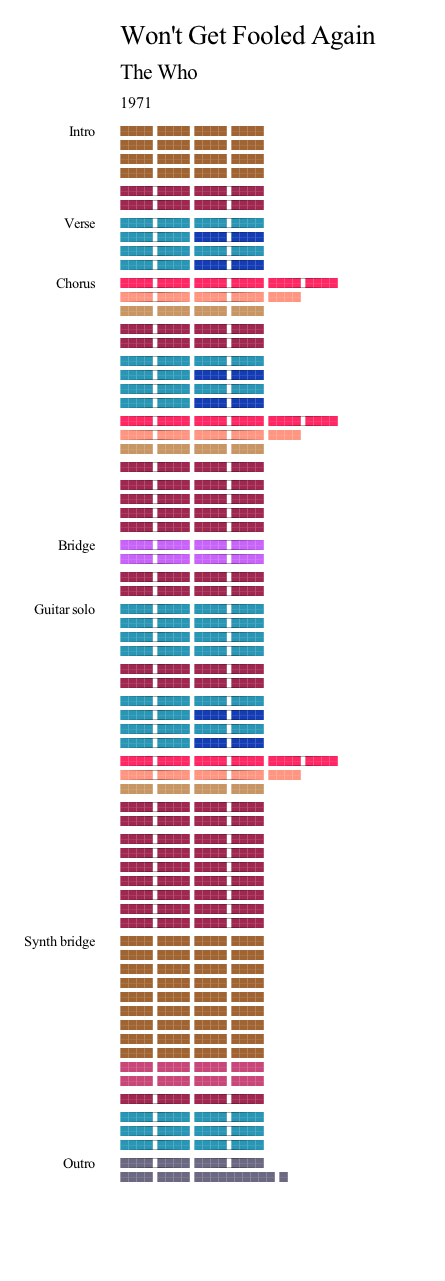 Won't Get Fooled Again
The Who
1971
Intro
Verse
Chorus
Bridge
Guitar solo
Synth bridge
Outro